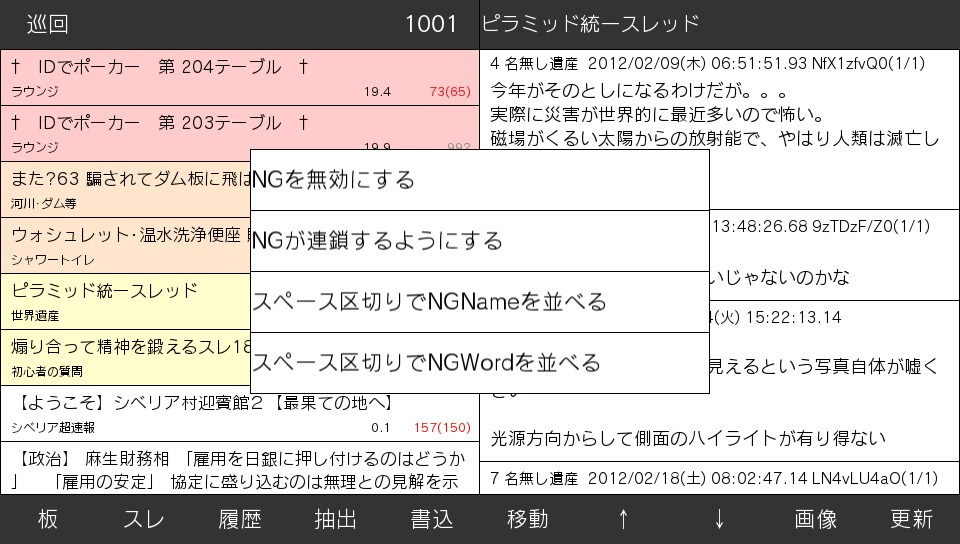 巡回 1001
† IDでポーカー 第 204テーブル †
ラウンジ 19.4 73(65)
† IDでポーカー 第 203テーブル †
ラウンジ 19.9 992
また?63 騙されてダム板に飛ば
河川･ダム等
ウォシュレット･温水洗浄便座
シャワートイレ
ピラミッド統一スレッド
世界遺産
煽り合って精神を鍛えるスレ18
初心者の質問
【ようこそ】シベリア村迎賓館2【最果ての地へ】
シベリア超速報 0.1 157(150)
【政治】 麻生財務相 「雇用を日銀に押し付けるのはどうか
」 「雇用の安定」 協定に盛り込むのは無理との見解を示
ピラミッド統一スレッド
4 名無し遺産 2012/02/09(木) 06:51:51.93 NfX1zfvQ0(1/1)
今年がそのとしになるわけだが。。。
実際に災害が世界的に最近多いので怖い。
磁場がくるい太陽からの放射能で、やはり人類は滅亡し
13:48:26.68 9zTDzF/Z0(1/1)
いじゃないのかな
(火) 15:22:13.14
見えるという写真自体が嘘く
光源方向からして側面のハイライトが有り得ない
7 名無し遺産 2012/02/18(土) 08:02:47.14 LN4vLU4aO(1/1)
NGを無効にする
NGが連鎖するようにする
スペース区切りでNGNameを並べる
スペース区切りでNGWordを並べる
板 スレ 履歴 抽出 書込 移動 ↑ ↓ 画像 更新